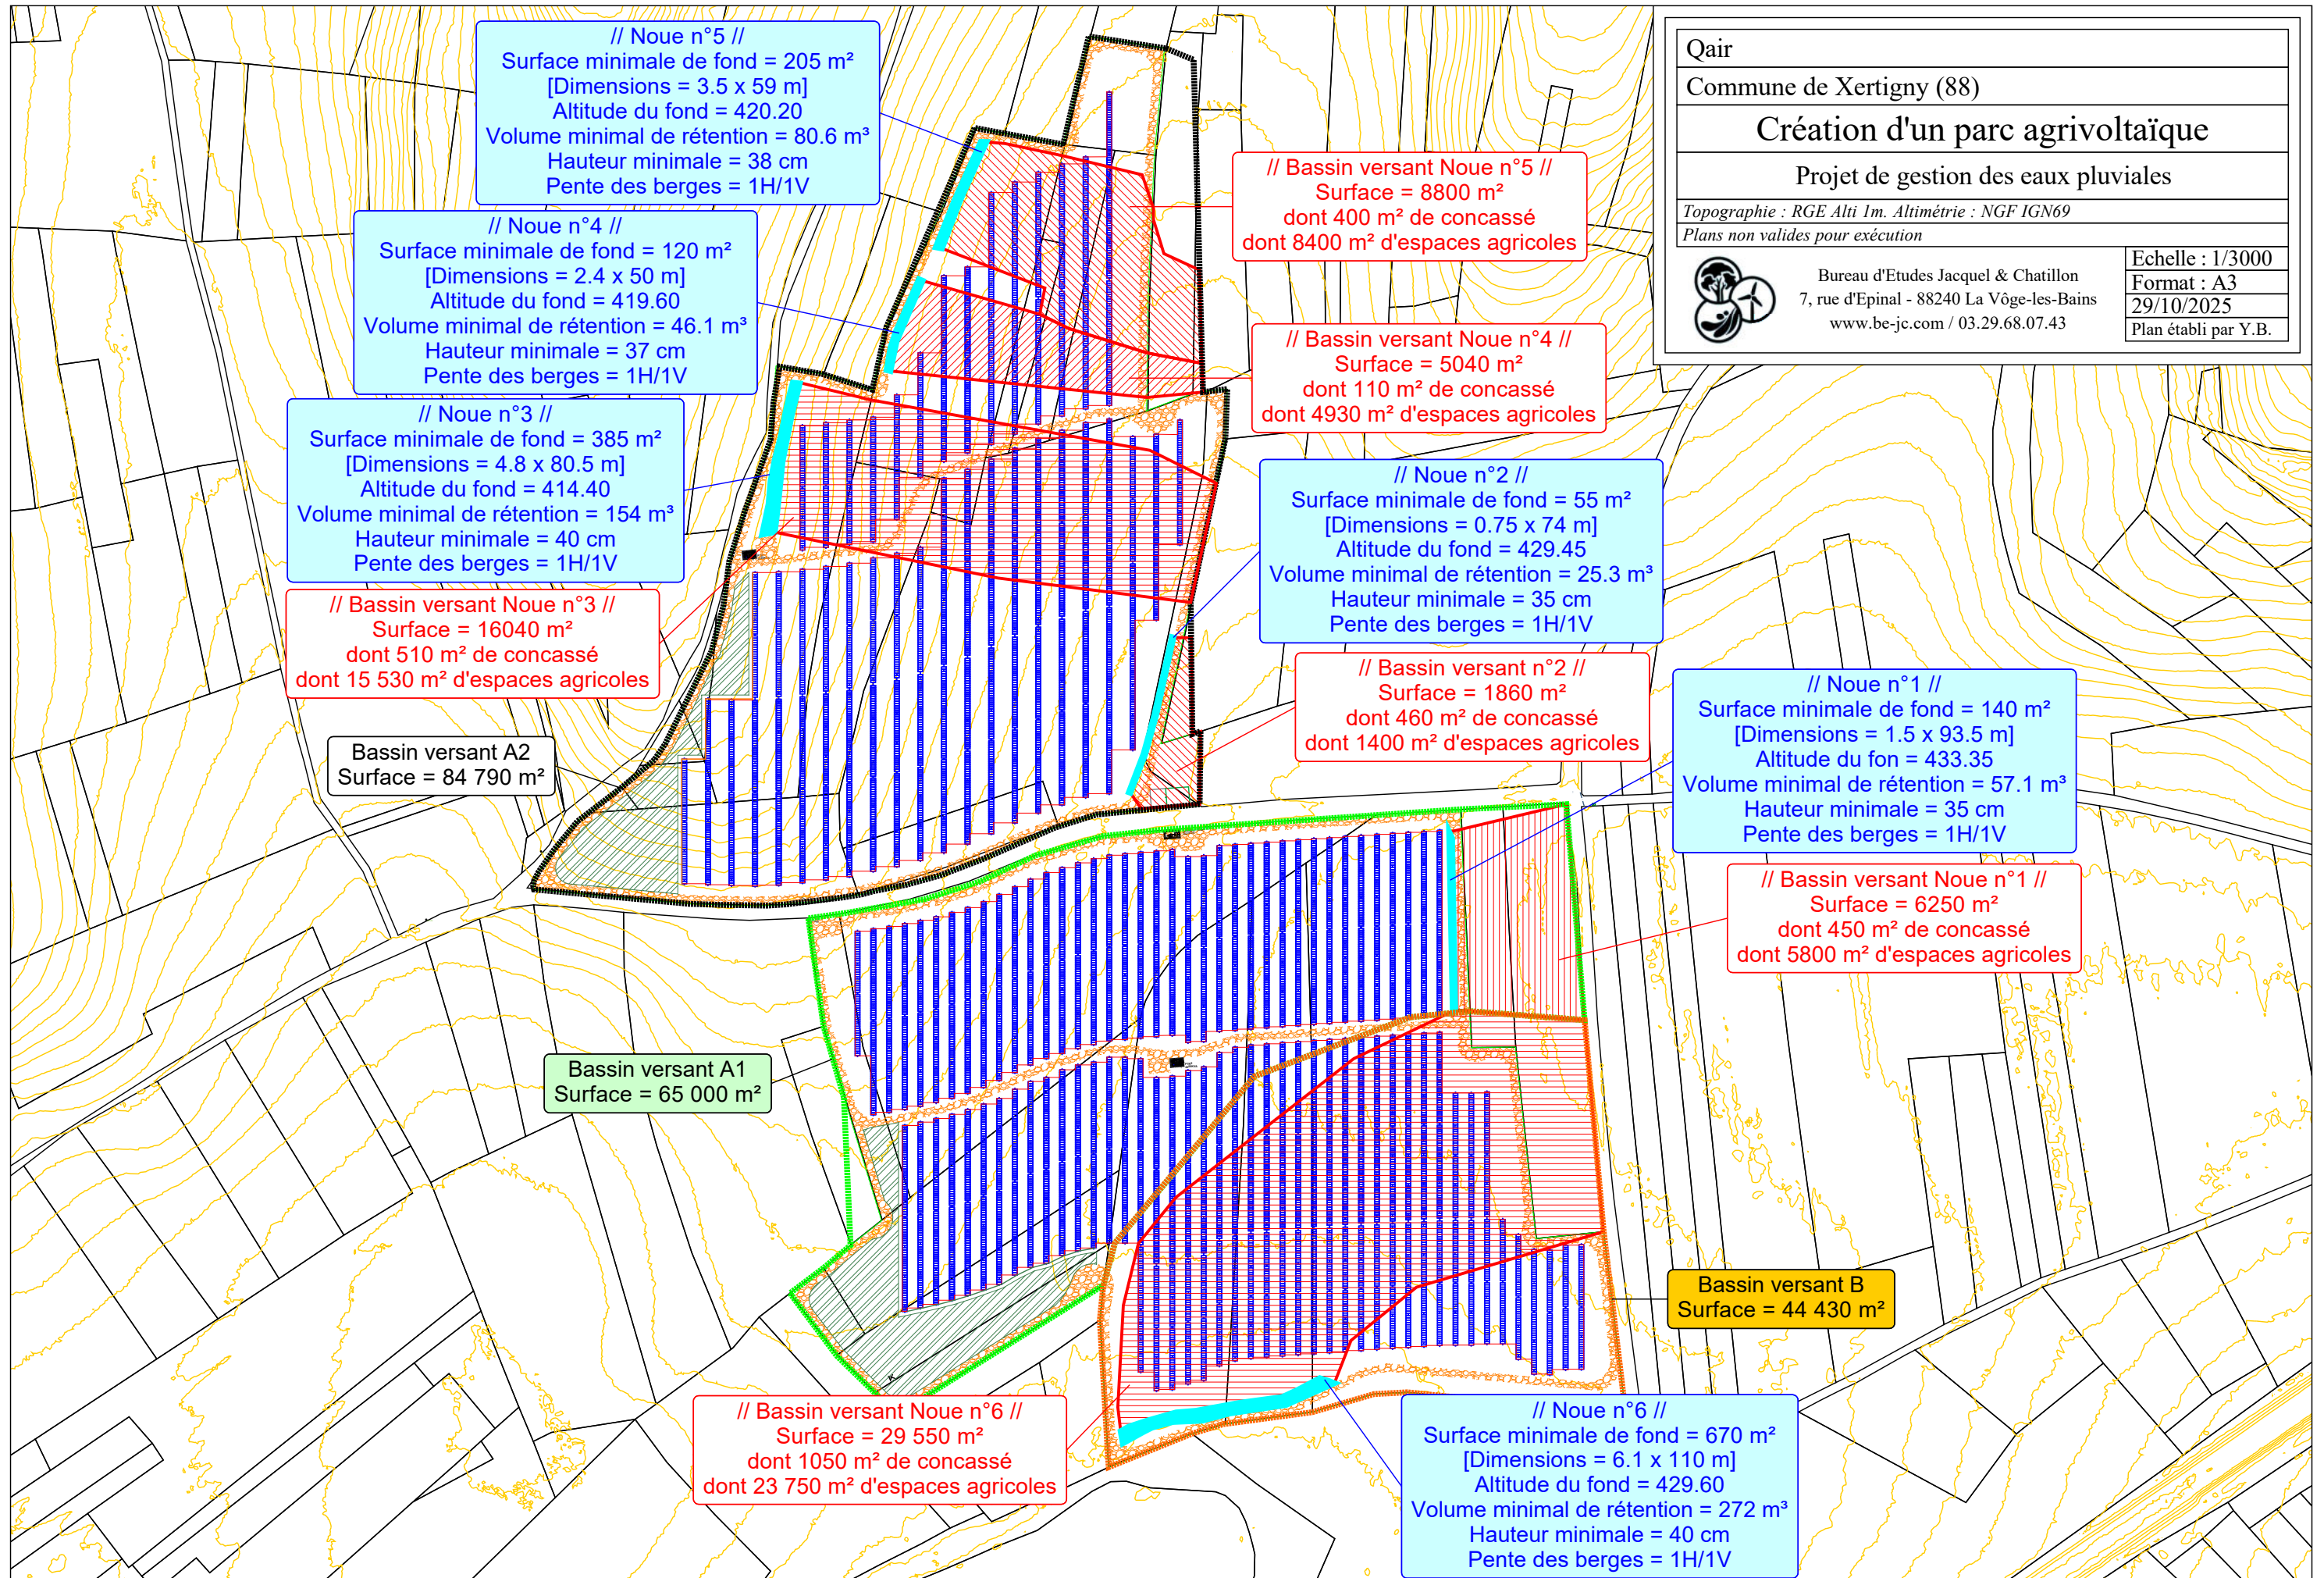 // Noue n°5 //
Surface minimale de fond = 205 m²
[Dimensions = 3.5 x 59 m]
Altitude du fond = 420.20
Volume minimal de rétention = 80.6 m³
Hauteur minimale = 38 cm
Pente des berges = 1H/1V
// Noue n°4 //
Surface minimale de fond = 120 m²
[Dimensions = 2.4 x 50 m]
Altitude du fond = 419.60
Volume minimal de rétention = 46.1 m³
Hauteur minimale = 37 cm
Pente des berges = 1H/1V
// Noue n°3 //
Surface minimale de fond = 385 m²
[Dimensions = 4.8 x 80.5 m]
Altitude du fond = 414.40
Volume minimal de rétention = 154 m³
Hauteur minimale = 40 cm
Pente des berges = 1H/1V
// Bassin versant Noue n°3 //
Surface = 16040 m²
dont 510 m² de concassé
dont 15 530 m² d'espaces agricoles
Bassin versant A2
Surface = 84 790 m²
Bassin versant A1
Surface = 65 000 m²
// Bassin versant Noue n°6 //
Surface = 29 550 m²
dont 1050 m² de concassé
dont 23 750 m² d'espaces agricoles
Qair
Commune de Xertigny (88)
Création d'un parc agrivoltaïque
Projet de gestion des eaux pluviales
Topographie : RGE Alti 1m. Altimétrie : NGF IGN69
Plans non valides pour exécution
Bureau d'Etudes Jacquel & Chatillon
7, rue d'Epinal - 88240 La Vôge-les-Bains
www.be-jc.com / 03.29.68.07.43
Echelle : 1/3000
Format : A3
29/10/2025
Plan établi par Y.B.
// Bassin versant Noue n°5 //
Surface = 8800 m²
dont 400 m² de concassé
dont 8400 m² d'espaces agricoles
// Bassin versant Noue n°4 //
Surface = 5040 m²
dont 110 m² de concassé
dont 4930 m² d'espaces agricoles
// Noue n°2 //
Surface minimale de fond = 55 m²
[Dimensions = 0.75 x 74 m]
Altitude du fond = 429.45
Volume minimal de rétention = 25.3 m³
Hauteur minimale = 35 cm
Pente des berges = 1H/1V
// Bassin versant n°2 //
Surface = 1860 m²
dont 460 m² de concassé
dont 1400 m² d'espaces agricoles
// Noue n°1 //
Surface minimale de fond = 140 m²
[Dimensions = 1.5 x 93.5 m]
Altitude du fon = 433.35
Volume minimal de rétention = 57.1 m³
Hauteur minimale = 35 cm
Pente des berges = 1H/1V
// Bassin versant Noue n°1 //
Surface = 6250 m²
dont 450 m² de concassé
dont 5800 m² d'espaces agricoles
Bassin versant B
Surface = 44 430 m²
// Noue n°6 //
Surface minimale de fond = 670 m²
[Dimensions = 6.1 x 110 m]
Altitude du fond = 429.60
Volume minimal de rétention = 272 m³
Hauteur minimale = 40 cm
Pente des berges = 1H/1V